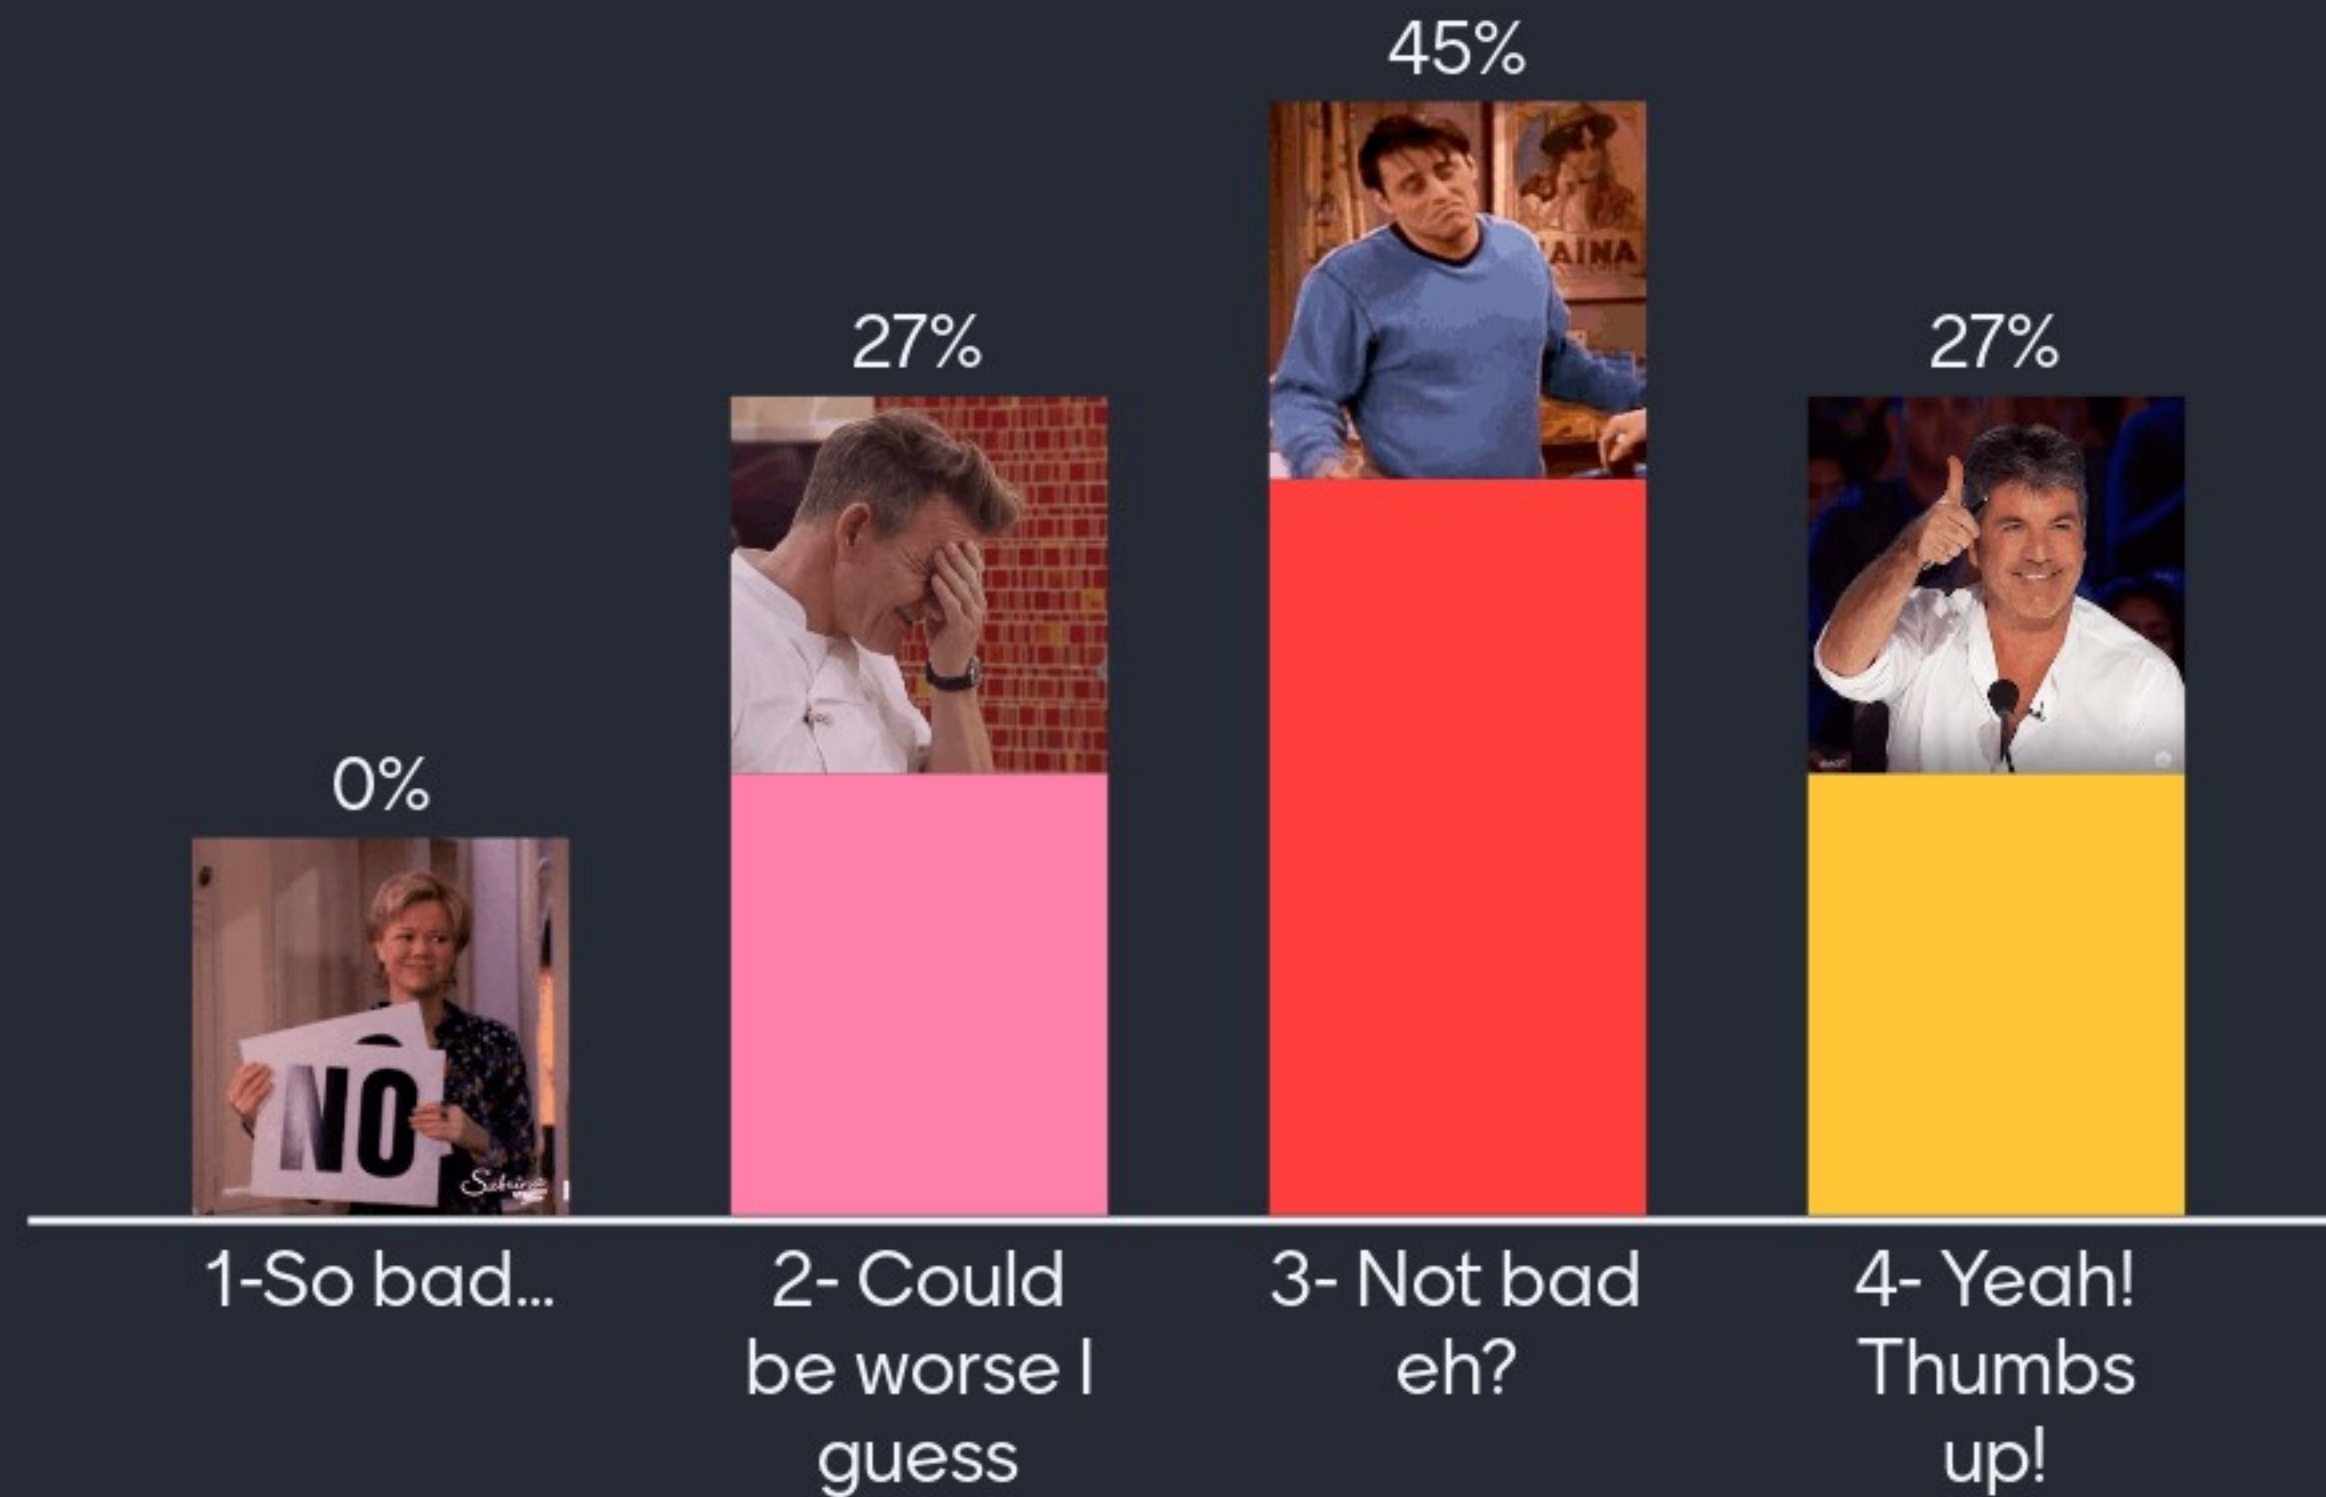 45%
27%
27%
0%
AINA
NO
Sabrina
1-So bad...
2- Could
be worse I
guess
3- Not bad
eh?
4- Yeah!
Thumbs
up!